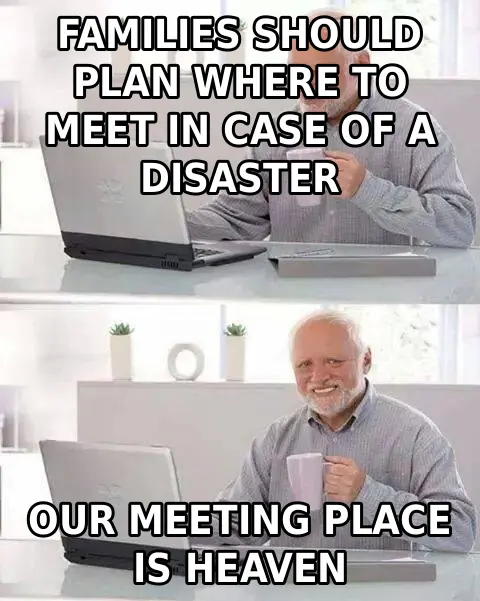 FAMILIES SHOULD
PLAN WHERE TO
MEET IN CASE OF A
DISASTER
OUR MEETING PLACE
IS HEAVEN